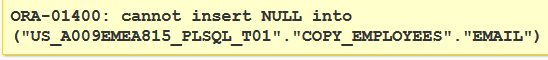 ORA-01400: cannot insert NULL into
("US_A009EMEA815_PLSQL_T01"."COPY_EMPLOYEES"."EMAIL")